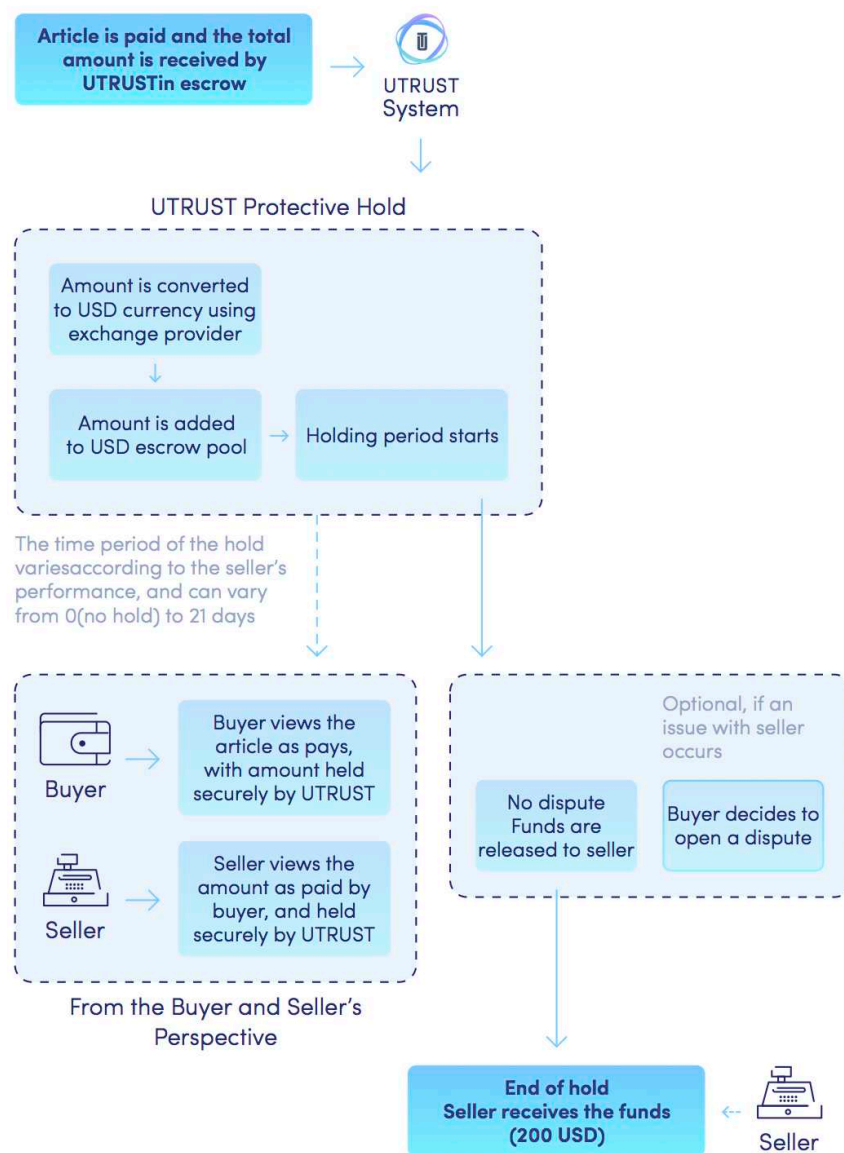 Article is paid and the total
amount is received by
UTRUSTin escrow
UTRUST
System
UTRUST Protective Hold
Amount is converted
to USD currency using
exchange provider
Amount is added
to USD escrow pool
Holding period starts
The time period of the hold
variesaccording to the seller's
performance, and can vary
from 0(no hold) to 21 days
Buyer
Buyer views the
article as pays,
with amount held
securely by UTRUST
Seller
Seller views the
amount as paid by
buyer, and held
securely by UTRUST
From the Buyer and Seller's
Perspective
Optional, if an
issue with seller
occurs
No dispute
Funds are
released to seller
Buyer decides to
open a dispute
End of hold
Seller receives the funds
(200 USD)
Seller